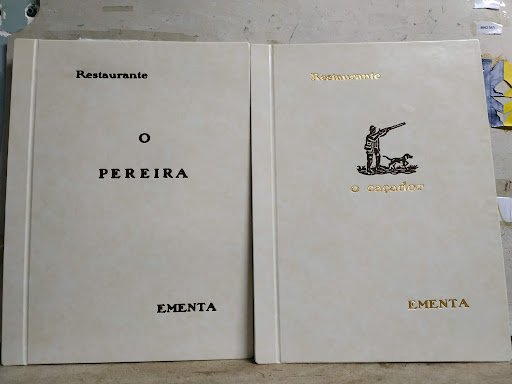 Restaurante
O
PEREIRA
EMENTA
Restaurante
o caçador
EMENTA